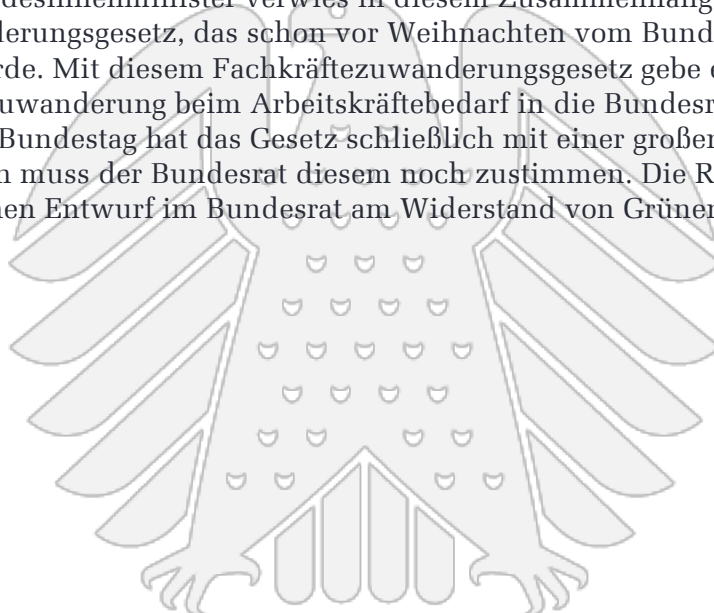 desinnenminister verwies in diesem Zusammenhang
derungsgesetz, das schon vor Weihnachten vom Bund
rde. Mit diesem Fachkräftezuwanderungsgesetz gebe e
uwanderung beim Arbeitskräftebedarf in die Bundesr
Bundestag hat das Gesetz schließlich mit einer großen
n muss der Bundesrat diesem noch zustimmen. Die R
nen Entwurf im Bundesrat am Widerstand von Grünen